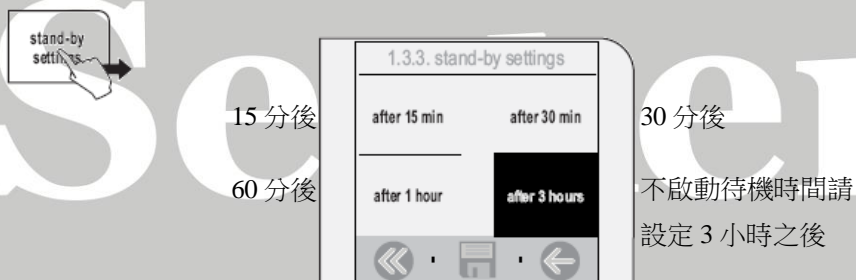 stand-by
settings
1.3.3. stand-by settings
15 分後
after 15 min
after 30 min
30 分後
60 分後
after 1 hour
after 3 hours
不啟動待機時間請
設定 3 小時之後